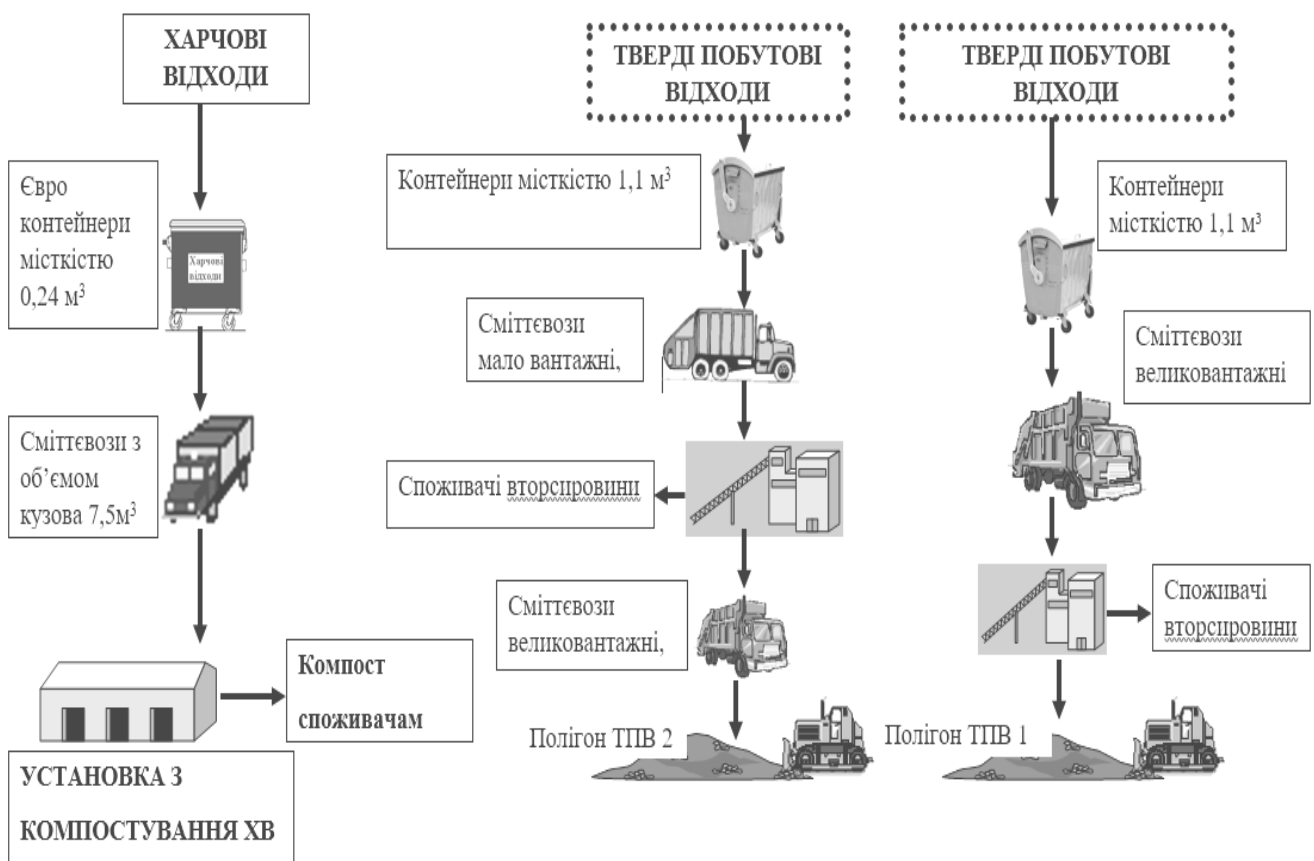 ХАРЧОВІ
ВІДХОДИ
Євро
контейнери
місткістю
0,24 м³
Харчові
відходи
Сміттєвози з
об’ємом
кузова 7,5м³
Компост
споживачам
УСТАНОВКА З
КОМПОСТУВАННЯ ХВ
ТВЕРДІ ПОБУТОВІ
ВІДХОДИ
Контейнери місткістю 1,1 м³
Сміттєвози
мало вантажні,
Споживачі вторсировини
Сміттєвози
великовантажні,
Полігон ТПВ 2
ТВЕРДІ ПОБУТОВІ
ВІДХОДИ
Контейнери
місткістю 1,1 м³
Сміттєвози
великовантажні
Споживачі
вторсировини
Полігон ТПВ 1